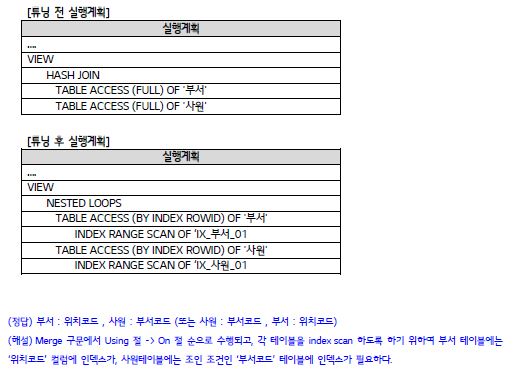 [튜닝 전 실행계획]
실행계획
....
VIEW
HASH JOIN
TABLE ACCESS (FULL) OF '부서'
TABLE ACCESS (FULL) OF '사원'
[튜닝 후 실행계획]
실행계획
....
VIEW
NESTED LOOPS
TABLE ACCESS (BY INDEX ROWID) OF '부서'
INDEX RANGE SCAN OF 'IX_부서_01
TABLE ACCESS (BY INDEX ROWID) OF '사원'
INDEX RANGE SCAN OF 'IX_사원_01
(정답) 부서 : 위치코드 , 사원 : 부서코드 (또는 사원 : 부서코드 , 부서 : 위치코드)
(해설) Merge 구문에서 Using 절 -> On 절 순으로 수행되고, 각 테이블을 index scan 하도록 하기 위하여 부서 테이블에는
'위치코드' 컬럼에 인덱스가, 사원테이블에는 조인 조건인 '부서코드' 테이블에 인덱스가 필요하다.